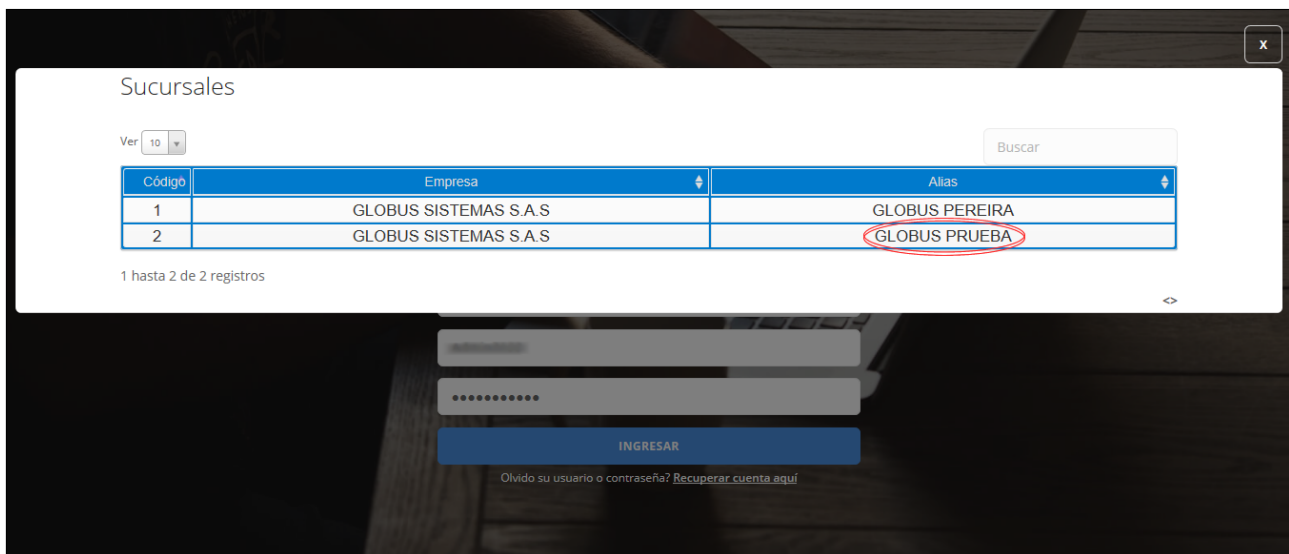 X
Sucursales
Ver 10
Buscar
Código Empresa Alias
1 GLOBUS SISTEMAS S.A.S GLOBUS PEREIRA
2 GLOBUS SISTEMAS S.A.S GLOBUS PRUEBA
1 hasta 2 de 2 registros
<>
•••••••••••
INGRESAR
Olvido su usuario o contraseña? Recuperar cuenta aquí